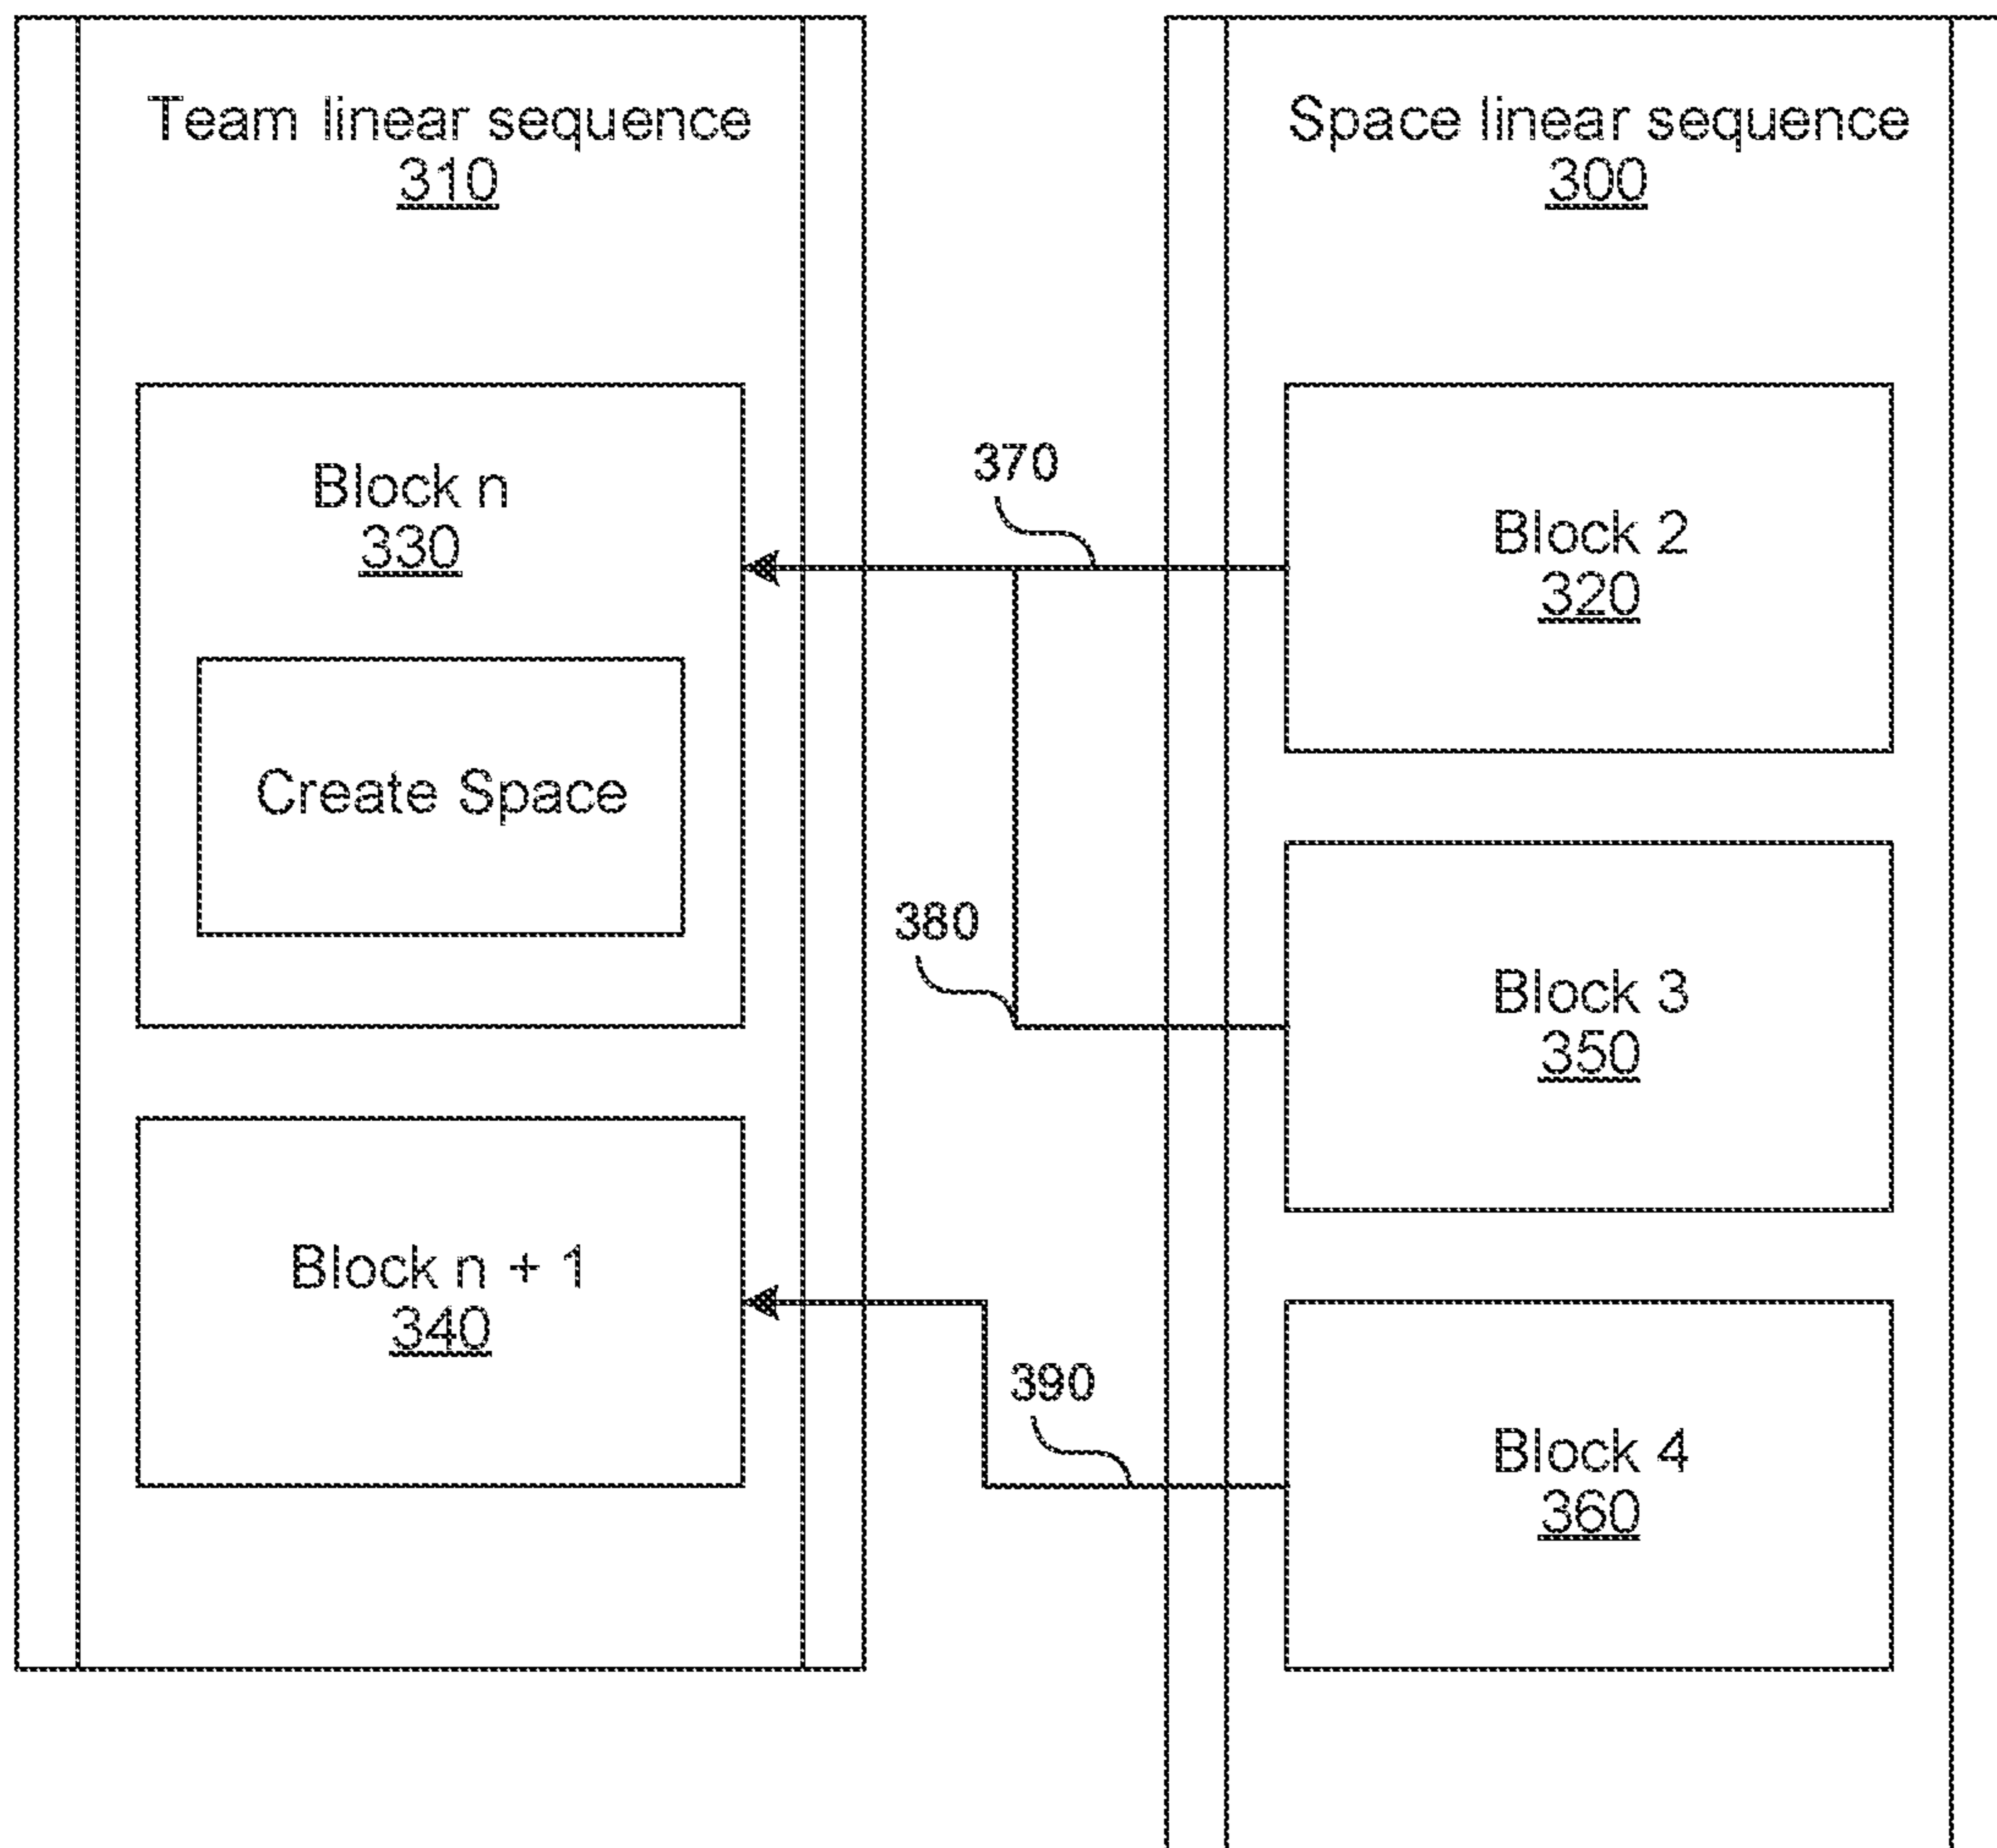 Team linear sequence
310
Space linear sequence
300
Block n
330
Create Space
370
Block 2
320
380
Block 3
350
Block n + 1
340
390
Block 4
360